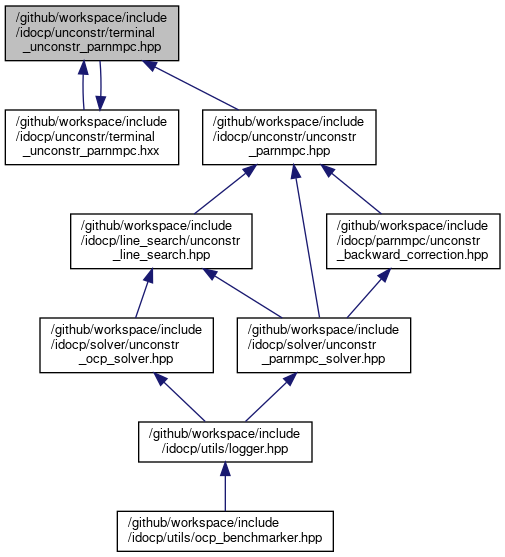 /github/workspace/include
/idocp/unconstr/terminal
_unconstr_parnmpc.hpp
/github/workspace/include
/idocp/unconstr/terminal
_unconstr_parnmpc.hxx
/github/workspace/include
/idocp/unconstr/unconstr
_parnmpc.hpp
/github/workspace/include
/idocp/line_search/unconstr
_line_search.hpp
/github/workspace/include
/idocp/parnmpc/unconstr
_backward_correction.hpp
/github/workspace/include
/idocp/solver/unconstr
_ocp_solver.hpp
/github/workspace/include
/idocp/solver/unconstr
_parnmpc_solver.hpp
/github/workspace/include
/idocp/utils/logger.hpp
/github/workspace/include
/idocp/utils/ocp_benchmarker.hpp